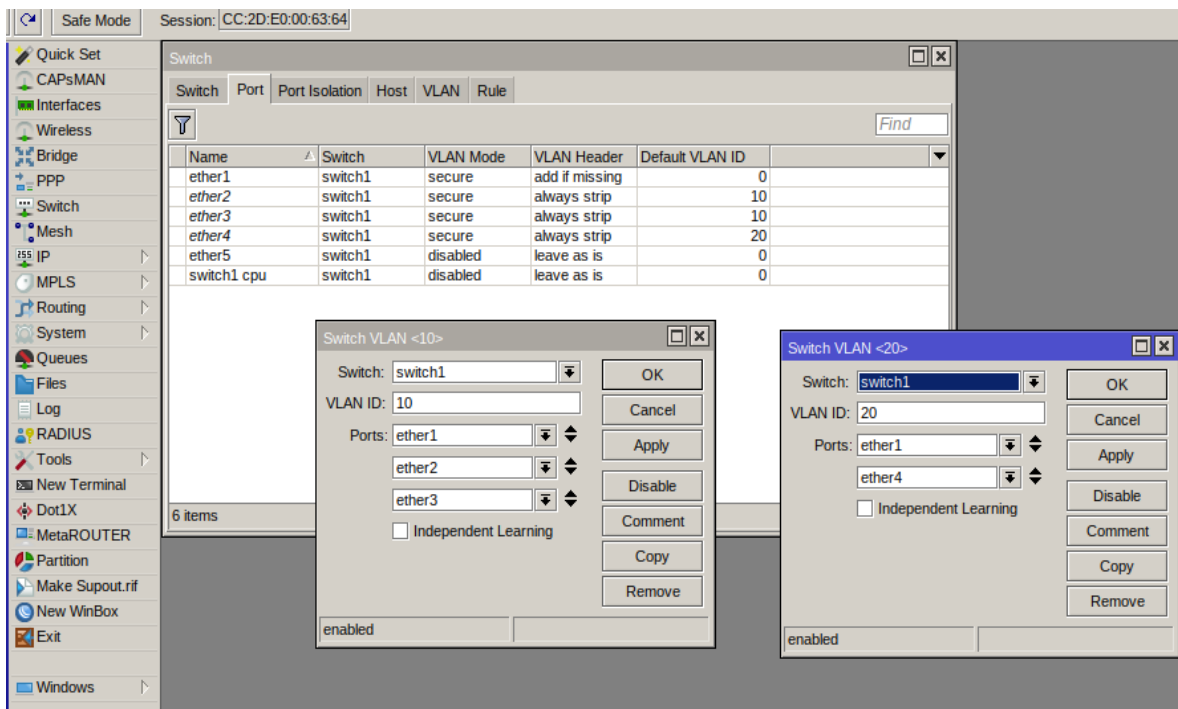 Safe Mode Session: CC:2D:E0:00:63:64
Quick Set
CAPsMAN
Interfaces
Wireless
Bridge
PPP
Switch
Mesh
255 IP
MPLS
Routing
System
Queues
Files
Log
RADIUS
Tools
New Terminal
Dot1X
MetaROUTER
Partition
Make Supout.rif
New WinBox
Exit
Windows
Switch
Switch Port Port Isolation Host VLAN Rule
Find
Name Switch VLAN Mode VLAN Header Default VLAN ID
ether1 switch1 secure add if missing 0
ether2 switch1 secure always strip 10
ether3 switch1 secure always strip 10
ether4 switch1 secure always strip 20
ether5 switch1 disabled leave as is 0
switch1 cpu switch1 disabled leave as is 0
6 items
Switch VLAN <10>
Switch: switch1
VLAN ID: 10
Ports: ether1
ether2
ether3
Independent Learning
OK
Cancel
Apply
Disable
Comment
Copy
Remove
enabled
Switch VLAN <20>
Switch: switch1
VLAN ID: 20
Ports: ether1
ether4
Independent Learning
OK
Cancel
Apply
Disable
Comment
Copy
Remove
enabled